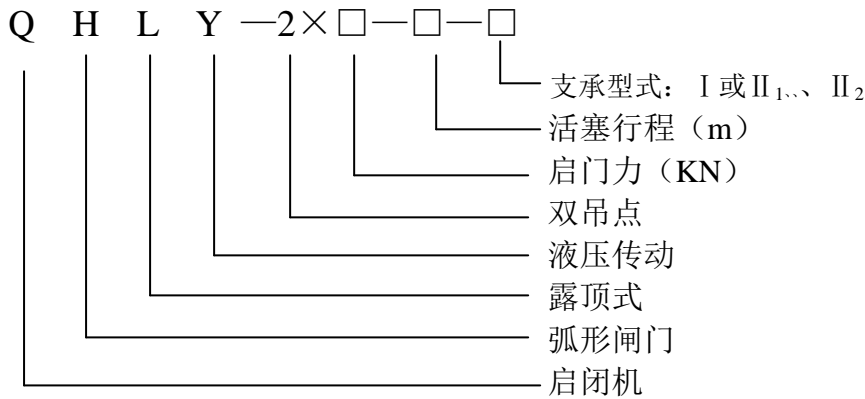 Q H L Y —2×□—□—□
支承型式：Ⅰ或Ⅱ₁、、、Ⅱ₂
活塞行程（m）
启门力（KN）
双吊点
液压传动
露顶式
弧形闸门
启闭机